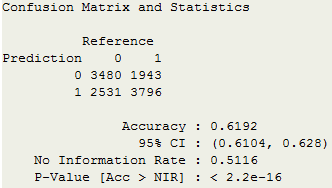 Confusion Matrix and Statistics
Reference
Prediction 0 1
0 3480 1943
1 2531 3796
Accuracy : 0.6192
95% CI : (0.6104, 0.628)
No Information Rate : 0.5116
P-Value [Acc > NIR] : < 2.2e-16